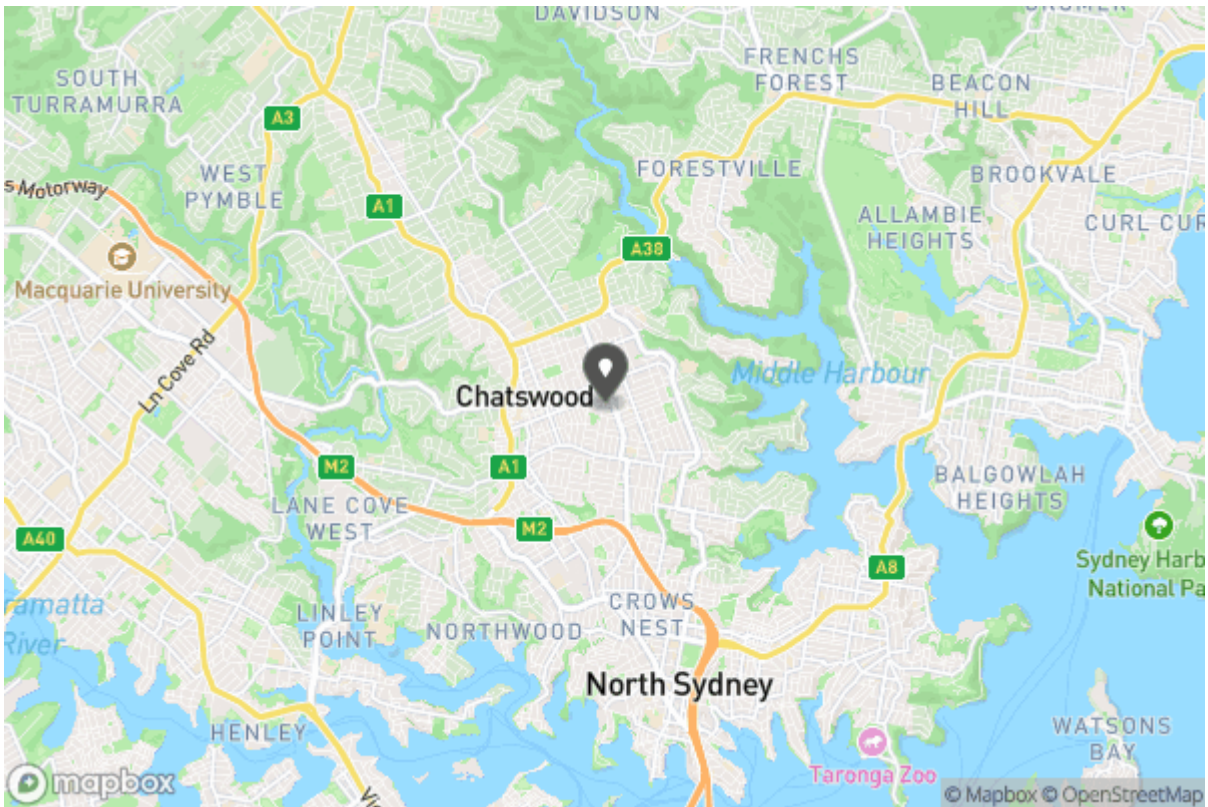 DAVIDSON
CROMER
SOUTH
TURRAMURRA
FRENCHS
FOREST
BEACON
HILL
A3
WEST
PYMBLE
FORESTVILLE
BROOKVALE
s Motorway
A1
ALLAMBIE
HEIGHTS
CURL CUR
A38
Macquarie University
Ln Cove Rd
Middle Harbour
Chatswood
M2
A1
BALGOWLAH
HEIGHTS
LANE COVE
WEST
M2
A40
A8
Sydney Harb
National Pa
ramatta
River
LINLEY
POINT
NORTHWOOD
CROWS
NEST
North Sydney
HENLEY
WATSONS
BAY
Taronga Zoo
mapbox
Vic
© Mapbox © OpenStreetMap